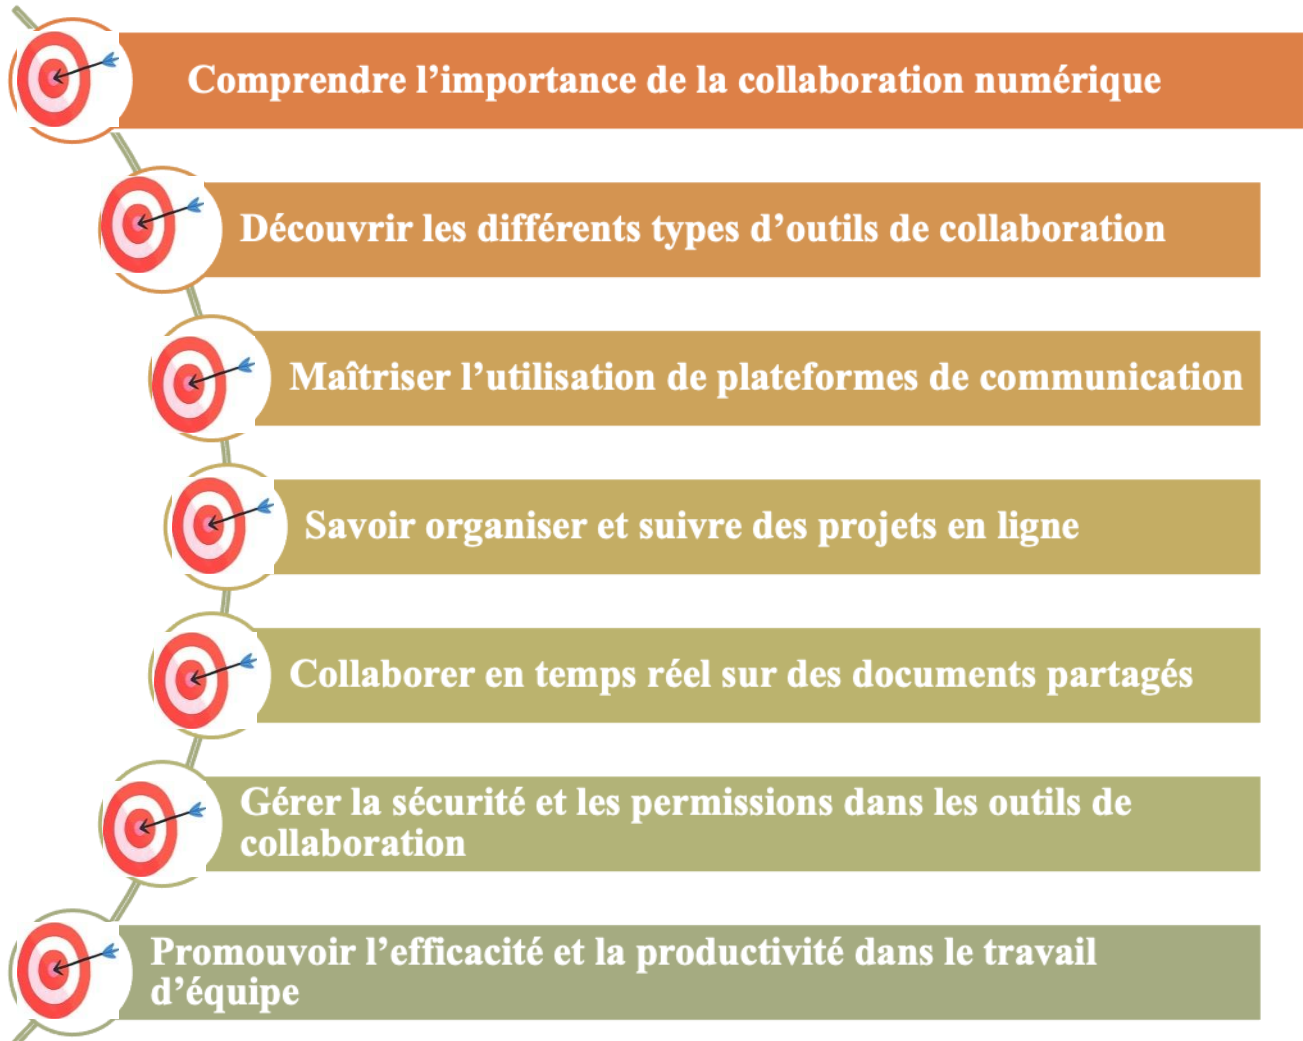 Comprendre l’importance de la collaboration numérique
Découvrir les différents types d’outils de collaboration
Maîtriser l’utilisation de plateformes de communication
Savoir organiser et suivre des projets en ligne
Collaborer en temps réel sur des documents partagés
Gérer la sécurité et les permissions dans les outils de
collaboration
Promouvoir l’efficacité et la productivité dans le travail
d’équipe